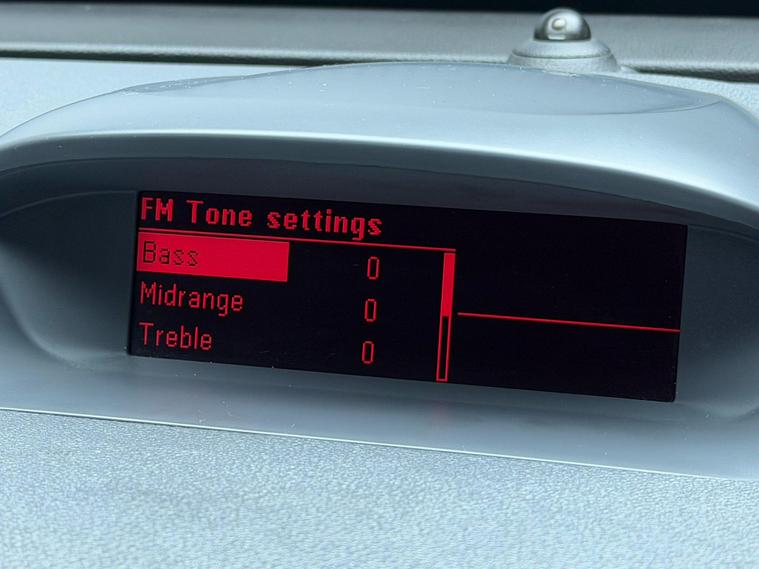 FM Tone settings
Bass 0
Midrange 0
Treble 0